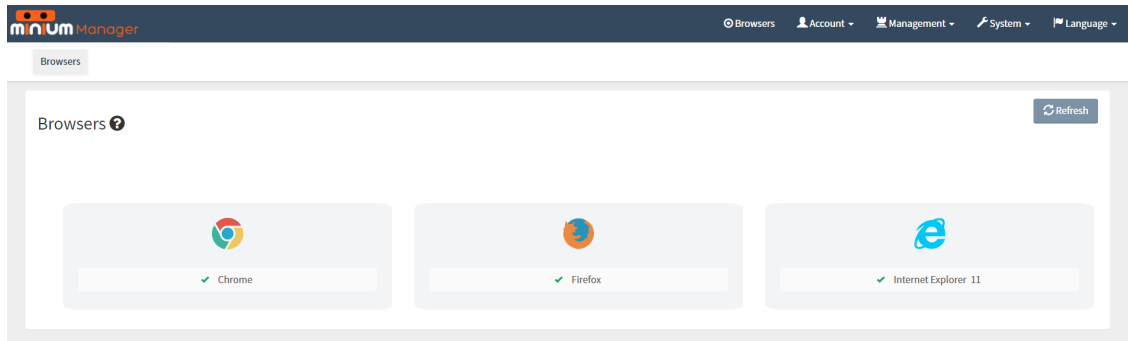 minium Manager
Browsers Account Management System Language
Browsers
Browsers ?
Refresh
Chrome
Firefox
Internet Explorer 11